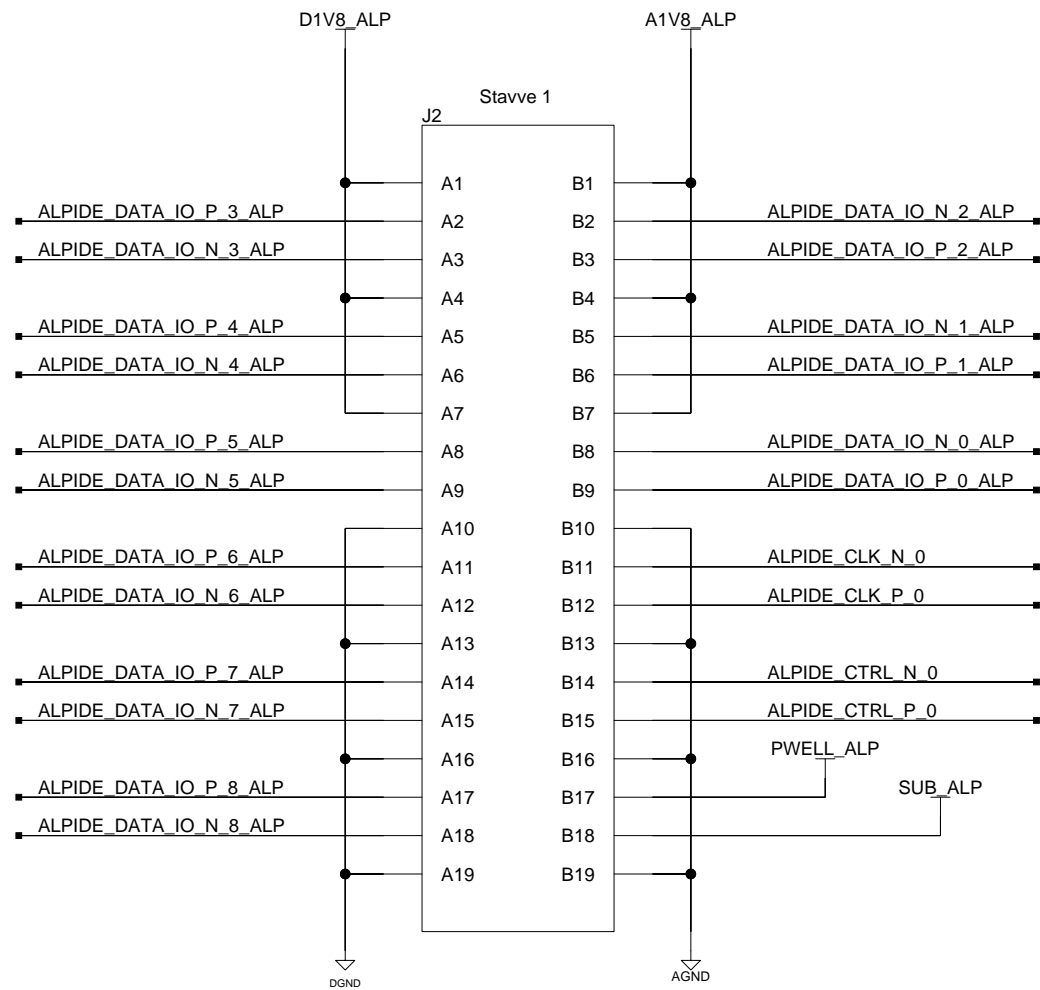 D1V8_ALP A1V8_ALP
Stavve 1
J2
A1 B1
ALPIDE_DATA_IO_P_3_ALP A2 B2 ALPIDE_DATA_IO_N_2_ALP
ALPIDE_DATA_IO_N_3_ALP A3 B3 ALPIDE_DATA_IO_P_2_ALP
A4 B4
ALPIDE_DATA_IO_P_4_ALP A5 B5 ALPIDE_DATA_IO_N_1_ALP
ALPIDE_DATA_IO_N_4_ALP A6 B6 ALPIDE_DATA_IO_P_1_ALP
A7 B7
ALPIDE_DATA_IO_P_5_ALP A8 B8 ALPIDE_DATA_IO_N_0_ALP
ALPIDE_DATA_IO_N_5_ALP A9 B9 ALPIDE_DATA_IO_P_0_ALP
A10 B10
ALPIDE_DATA_IO_P_6_ALP A11 B11 ALPIDE_CLK_N_0
ALPIDE_DATA_IO_N_6_ALP A12 B12 ALPIDE_CLK_P_0
A13 B13
ALPIDE_DATA_IO_P_7_ALP A14 B14 ALPIDE_CTRL_N_0
ALPIDE_DATA_IO_N_7_ALP A15 B15 ALPIDE_CTRL_P_0
A16 B16 PWELL_ALP
ALPIDE_DATA_IO_P_8_ALP A17 B17 SUB_ALP
ALPIDE_DATA_IO_N_8_ALP A18 B18
A19 B19
DGND AGND